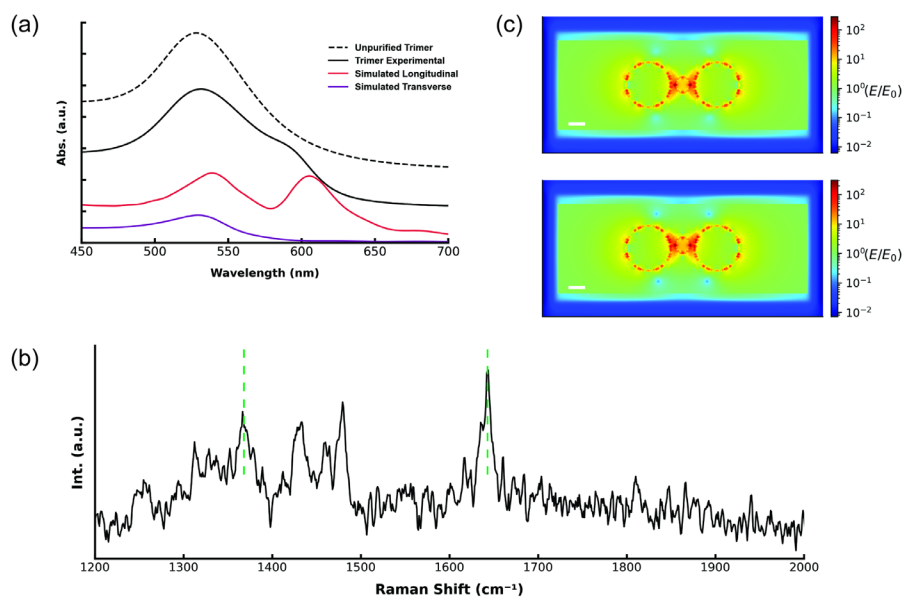 (a)
Unpurified Trimer
Trimer Experimental
Simulated Longitudinal
Simulated Transverse
Abs. (a.u.)
450 500 550 600 650 700
Wavelength (nm)
(c)
10²
10¹
10⁰
10⁻¹
10⁻²
(E/E₀)
10²
10¹
10⁰
10⁻¹
10⁻²
(E/E₀)
(b)
Int. (a.u.)
1200 1300 1400 1500 1600 1700 1800 1900 2000
Raman Shift (cm⁻¹)